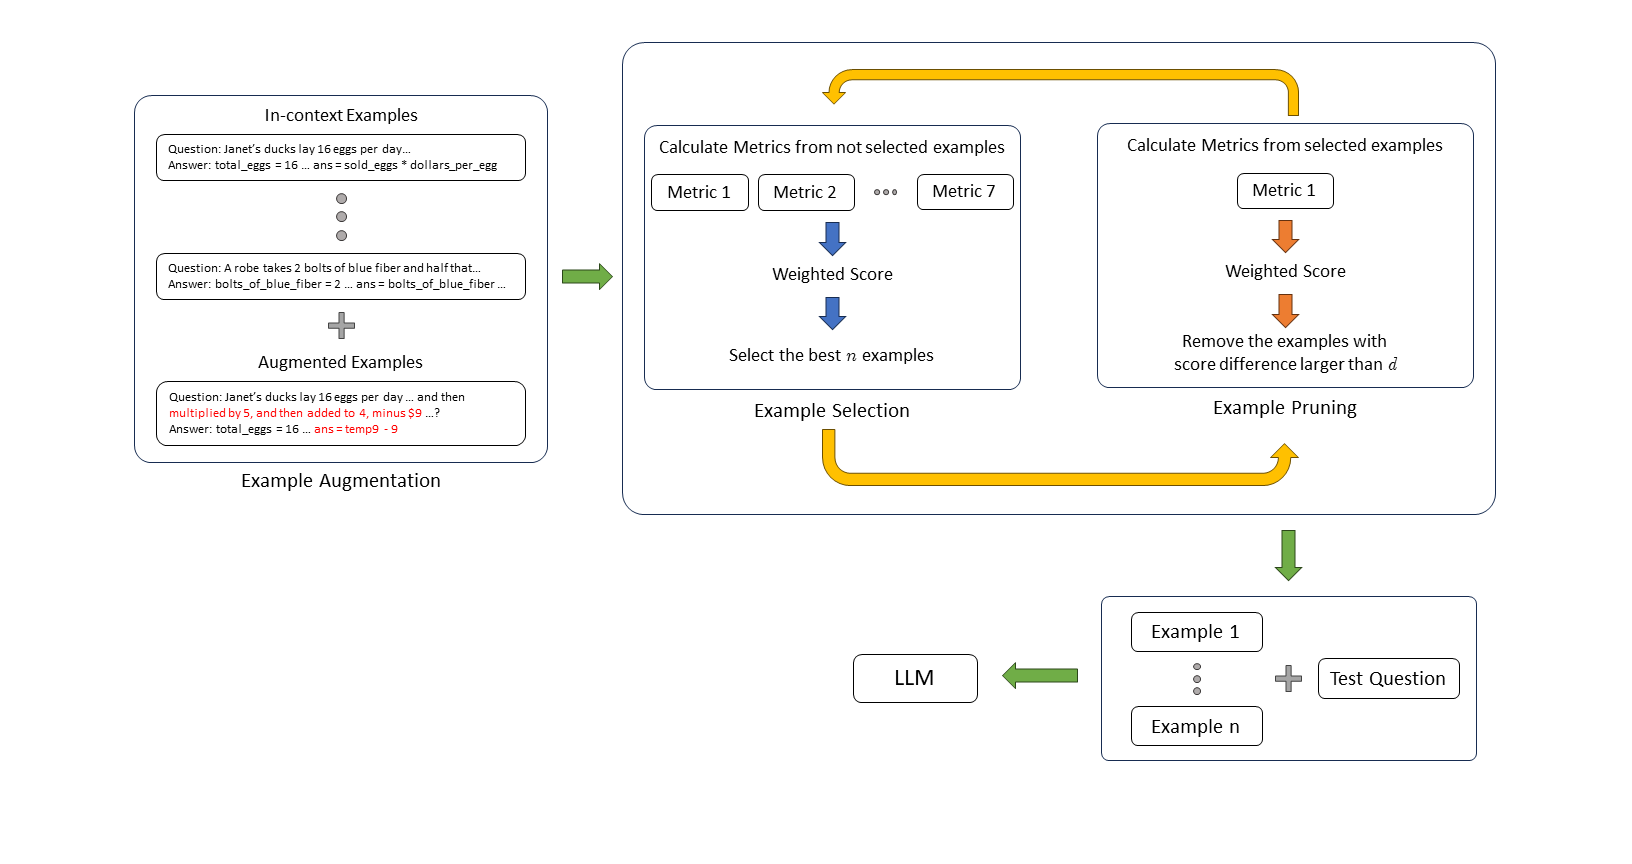 In-context Examples
Question: Janet's ducks lay 16 eggs per day...
Answer: total_eggs = 16 ... ans = sold_eggs * dollars_per_egg
Question: A robe takes 2 bolts of blue fiber and half that...
Answer: bolts_of_blue_fiber = 2 ... ans = bolts_of_blue_fiber ...
Augmented Examples
Question: Janet's ducks lay 16 eggs per day ... and then
multiplied by 5, and then added to 4, minus $9 ...?
Answer: total_eggs = 16 ... ans = temp9 - 9
Example Augmentation
Calculate Metrics from not selected examples
Metric 1
Metric 2
Metric 7
Weighted Score
Select the best n examples
Example Selection
Calculate Metrics from selected examples
Metric 1
Weighted Score
Remove the examples with
score difference larger than d
Example Pruning
Example 1
Example n
Test Question
LLM